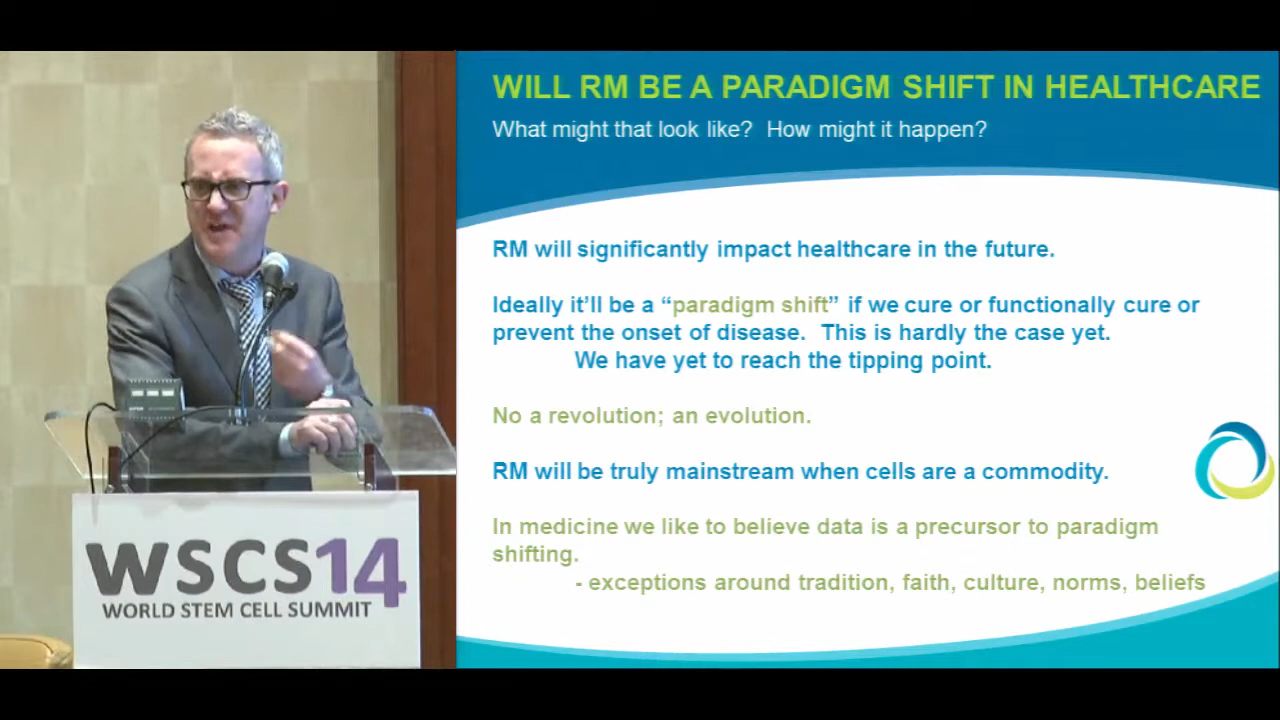 WILL RM BE A PARADIGM SHIFT IN HEALTHCARE
What might that look like? How might it happen?
RM will significantly impact healthcare in the future.
Ideally it'll be a “paradigm shift” if we cure or functionally cure or
prevent the onset of disease. This is hardly the case yet.
We have yet to reach the tipping point.
No a revolution; an evolution.
RM will be truly mainstream when cells are a commodity.
In medicine we like to believe data is a precursor to paradigm
shifting.
- exceptions around tradition, faith, culture, norms, beliefs
WSCS14
WORLD STEM CELL SUMMIT